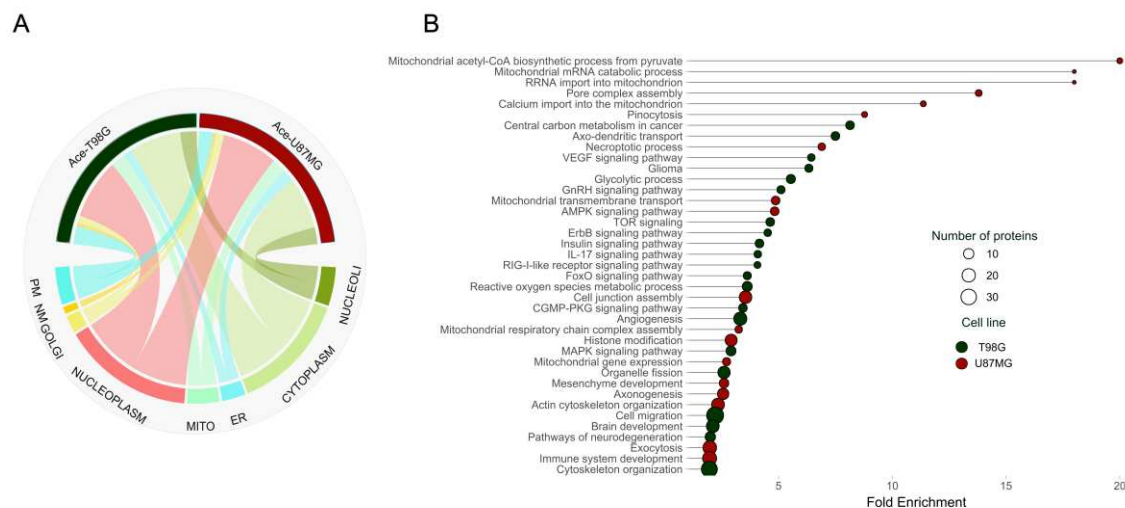 A
Ace-T98G
Ace-U87MG
PM
NM
GOLGI
NUCLEOPLASM
MITO
ER
CYTOPLASM
NUCLEOLI
B
Mitochondrial acetyl-CoA biosynthetic process from pyruvate
Mitochondrial mRNA catabolic process
RRNA import into mitochondrion
Pore complex assembly
Calcium import into the mitochondrion
Pinocytosis
Central carbon metabolism in cancer
Axo-dendritic transport
Necroptotic process
VEGF signaling pathway
Glioma
Glycolytic process
GnRH signaling pathway
Mitochondrial transmembrane transport
AMPK signaling pathway
TOR signaling
ErbB signaling pathway
Insulin signaling pathway
IL-17 signaling pathway
RIG-I-like receptor signaling pathway
FoxO signaling pathway
Reactive oxygen species metabolic process
Cell junction assembly
CGMP-PKG signaling pathway
Angiogenesis
Mitochondrial respiratory chain complex assembly
Histone modification
MAPK signaling pathway
Mitochondrial gene expression
Organelle fission
Mesenchyme development
Axonogenesis
Actin cytoskeleton organization
Cell migration
Brain development
Pathways of neurodegeneration
Exocytosis
Immune system development
Cytoskeleton organization
5
10
15
20
Fold Enrichment
Number of proteins
10
20
30
Cell line
T98G
U87MG